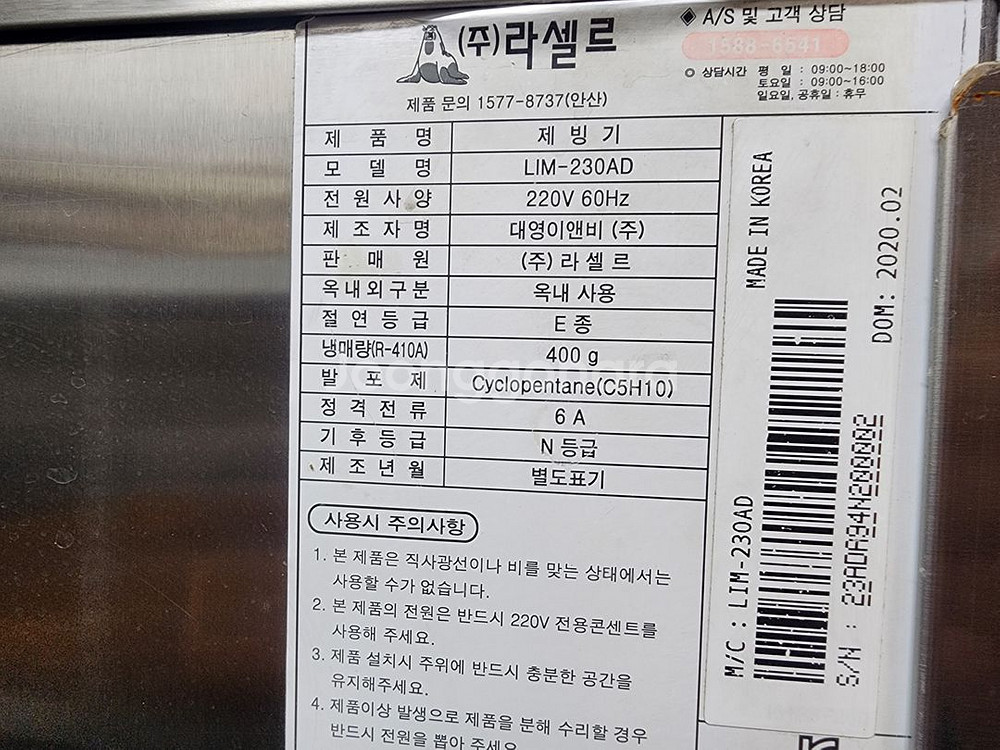 (주)라셀르
◈ A/S 및 고객 상담
1588-6541
○ 상담시간 평 일 : 09:00~18:00
토요일 : 09:00~16:00
일요일, 공휴일 : 휴무
제품 문의 1577-8737(안산)
제 품 명 제 빙 기
모 델 명 LIM-230AD
전 원 사 양 220V 60Hz
제 조 자 명 대영이앤비 (주)
판 매 원 (주) 라 셀 르
옥내외구분 옥내 사용
절 연 등 급 E 종
냉매량(R-410A) 400 g
발 포 제 Cyclopentane(C5H10)
정 격 전 류 6 A
기 후 등 급 N 등급
제 조 년 월 별도표기
사용시 주의사항
1. 본 제품은 직사광선이나 비를 맞는 상태에서는
사용할 수가 없습니다.
2. 본 제품의 전원은 반드시 220V 전용콘센트를
사용해 주세요.
3. 제품 설치시 주위에 반드시 충분한 공간을
유지해주세요.
4. 제품이상 발생으로 제품을 분해 수리할 경우
반드시 전원을 뽑아 주세요
MADE IN KOREA
DOM: 2020.02
M/C : LIM-230AD
S/N : 23ADA94N200002